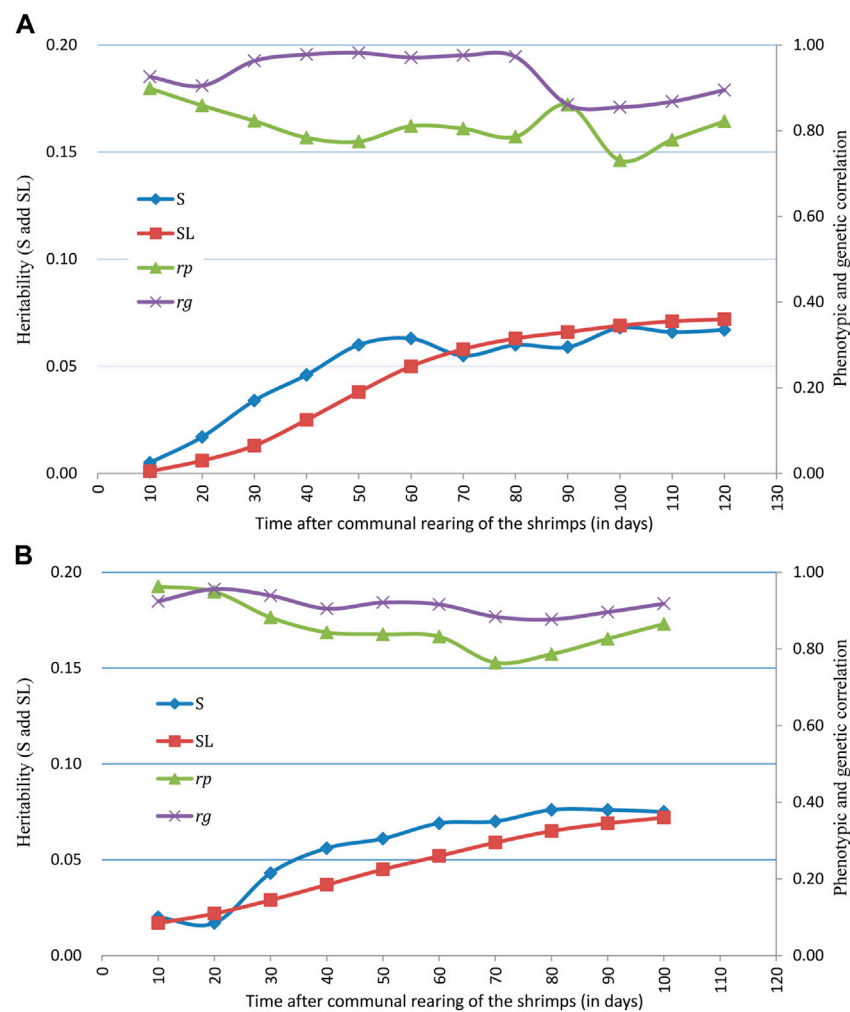 A
0.20
0.15
0.10
0.05
0.00
Heritability (S add SL)
1.00
0.80
0.60
0.40
0.20
0.00
Phenotypic and genetic correlation
S
SL
rp
rg
0 10 20 30 40 50 60 70 80 90 100 110 120 130
Time after communal rearing of the shrimps (in days)
B
0.20
0.15
0.10
0.05
0.00
Heritability (S add SL)
1.00
0.80
0.60
0.40
0.20
0.00
Phenotypic and genetic correlation
S
SL
rp
rg
0 10 20 30 40 50 60 70 80 90 100 110 120
Time after communal rearing of the shrimps (in days)